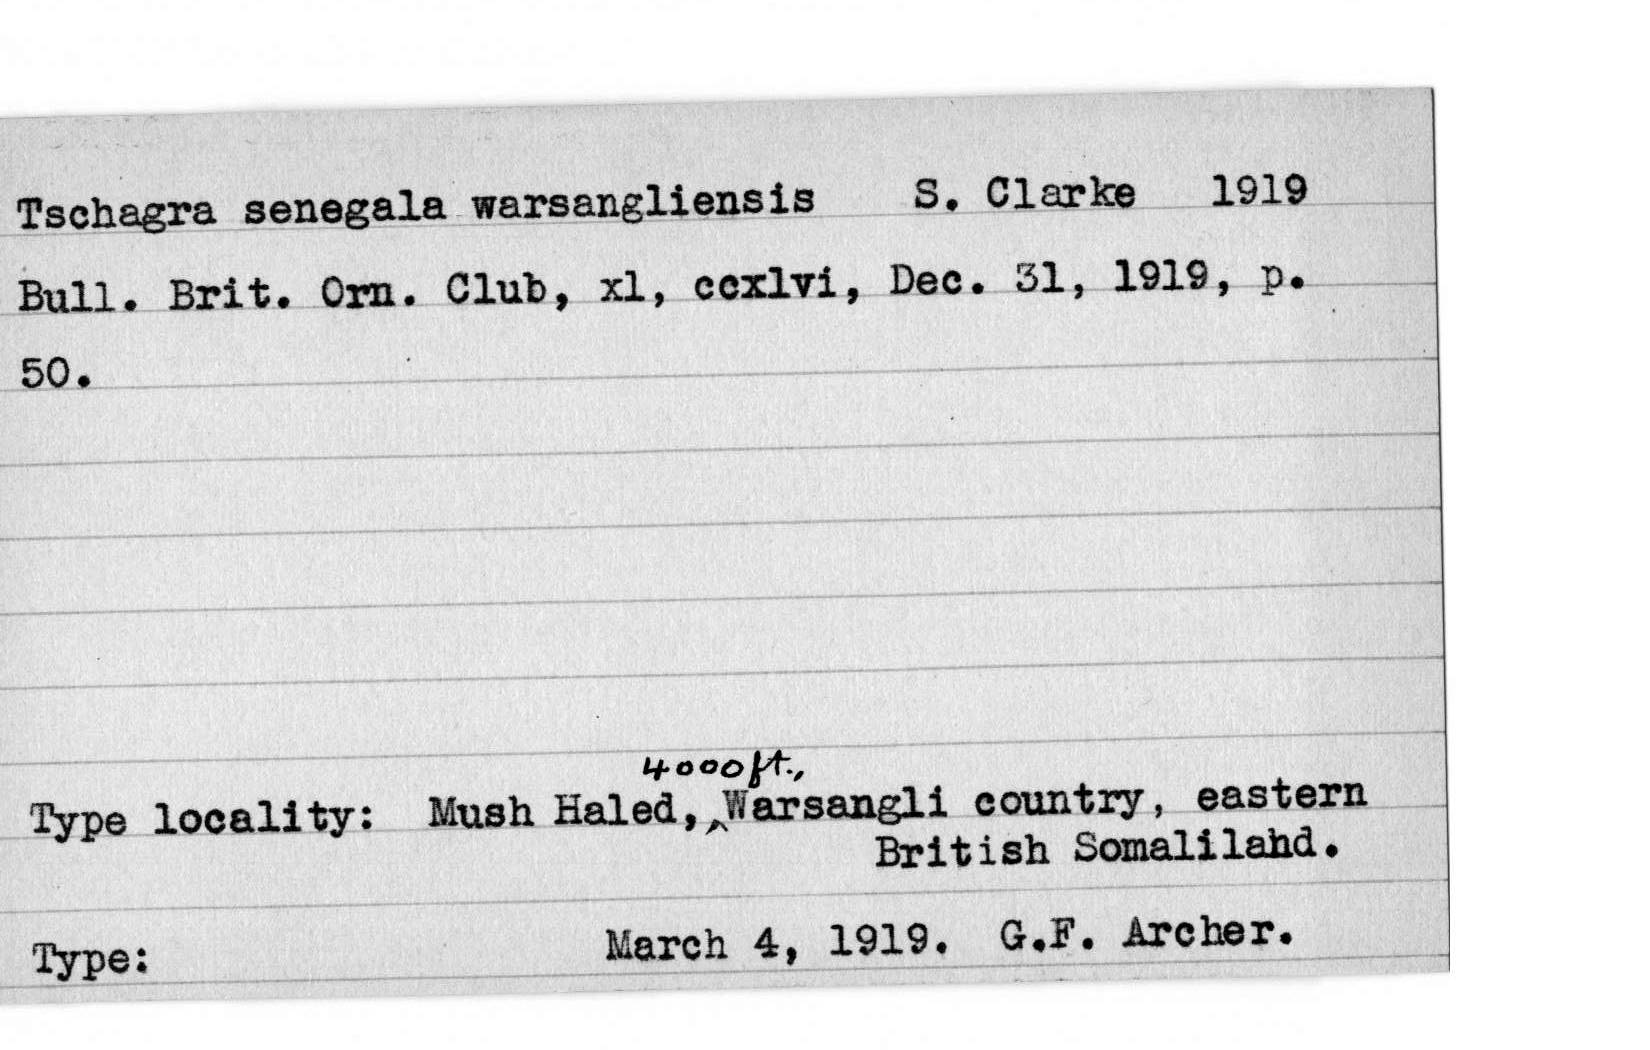 Tschagra senegala warsangliensis S. Clarke 1919
Bull. Brit. Orn. Club, xl, ccxlvi, Dec. 31, 1919, p.
50.
4000ft.,
Type locality: Mush Haled, ‸Warsangli country, eastern
British Somalilahd.
Type: March 4, 1919. G.F. Archer.